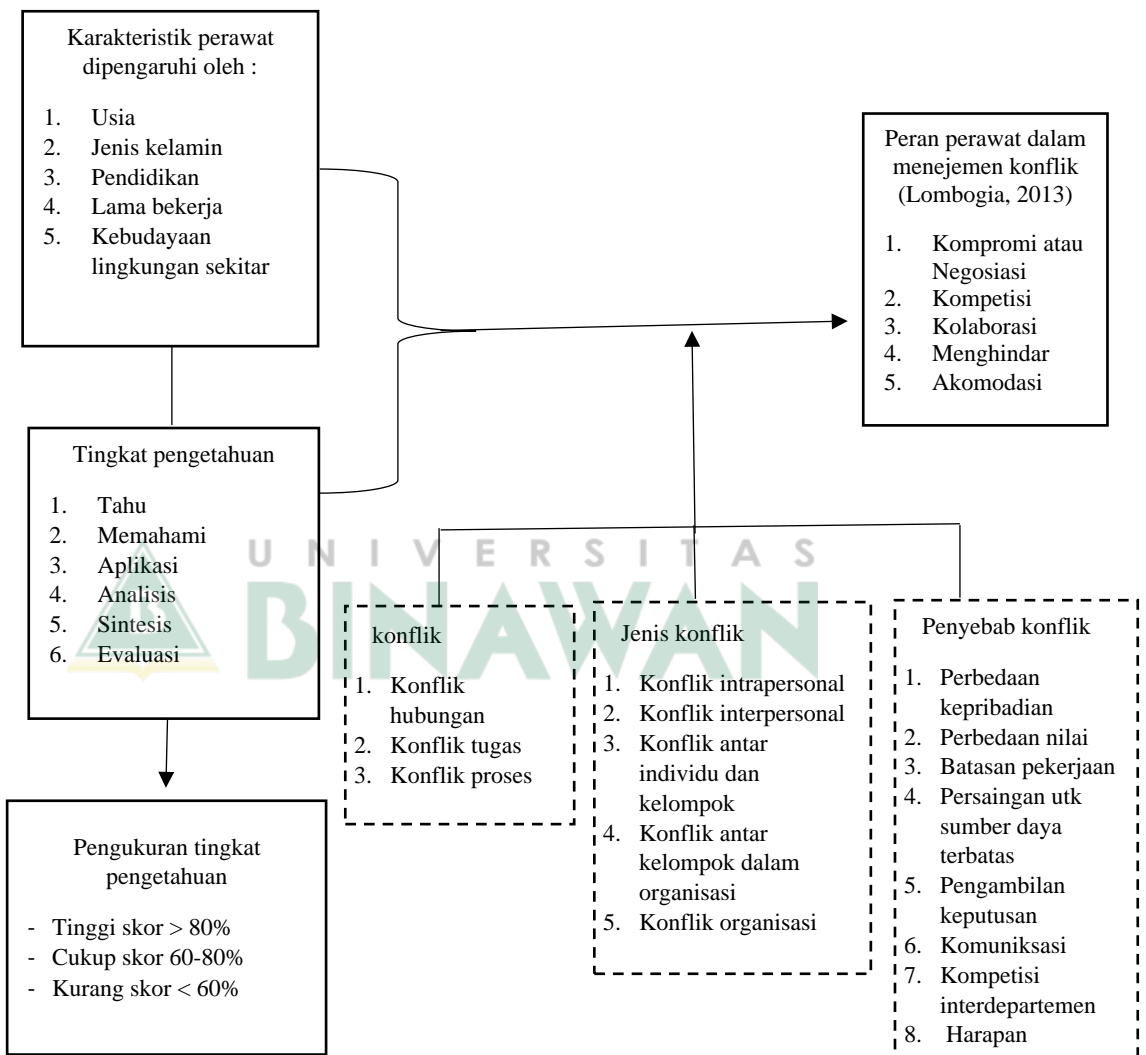 Karakteristik perawat
dipengaruhi oleh :
1. Usia
2. Jenis kelamin
3. Pendidikan
4. Lama bekerja
5. Kebudayaan
lingkungan sekitar
Peran perawat dalam
menejemen konflik
(Lombogia, 2013)
1. Kompromi atau
Negosiasi
2. Kompetisi
3. Kolaborasi
4. Menghindar
5. Akomodasi
Tingkat pengetahuan
1. Tahu
2. Memahami
3. Aplikasi
4. Analisis
5. Sintesis
6. Evaluasi
UNIVERSITAS
BINAWAN
konflik
1. Konflik
hubungan
2. Konflik tugas
3. Konflik proses
Jenis konflik
1. Konflik intrapersonal
2. Konflik interpersonal
3. Konflik antar
individu dan
kelompok
4. Konflik antar
kelompok dalam
organisasi
5. Konflik organisasi
Penyebab konflik
1. Perbedaan
kepribadian
2. Perbedaan nilai
3. Batasan pekerjaan
4. Persaingan utk
sumber daya
terbatas
5. Pengambilan
keputusan
6. Komuniksasi
7. Kompetisi
interdepartemen
8. Harapan
Pengukuran tingkat
pengetahuan
- Tinggi skor > 80%
- Cukup skor 60-80%
- Kurang skor < 60%